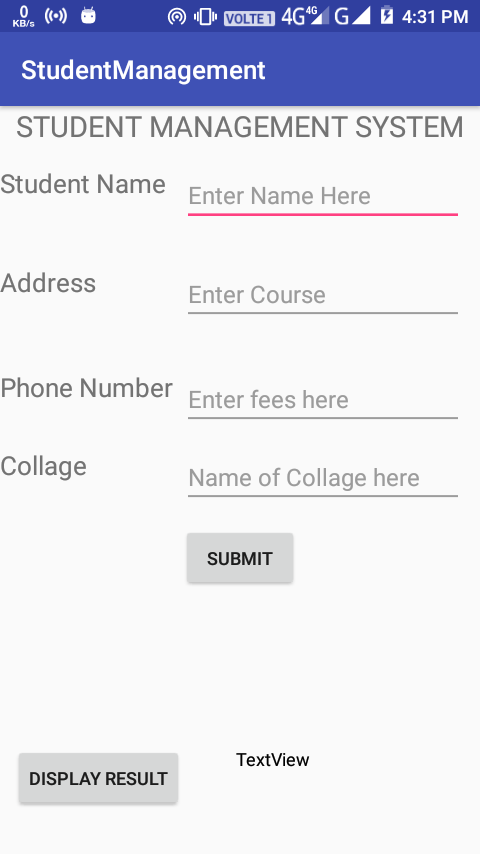 0 KB/s VOLTE 1 4G 4G G 4:31 PM
StudentManagement
STUDENT MANAGEMENT SYSTEM
Student Name Enter Name Here
Address Enter Course
Phone Number Enter fees here
Collage Name of Collage here
SUBMIT
TextView
DISPLAY RESULT